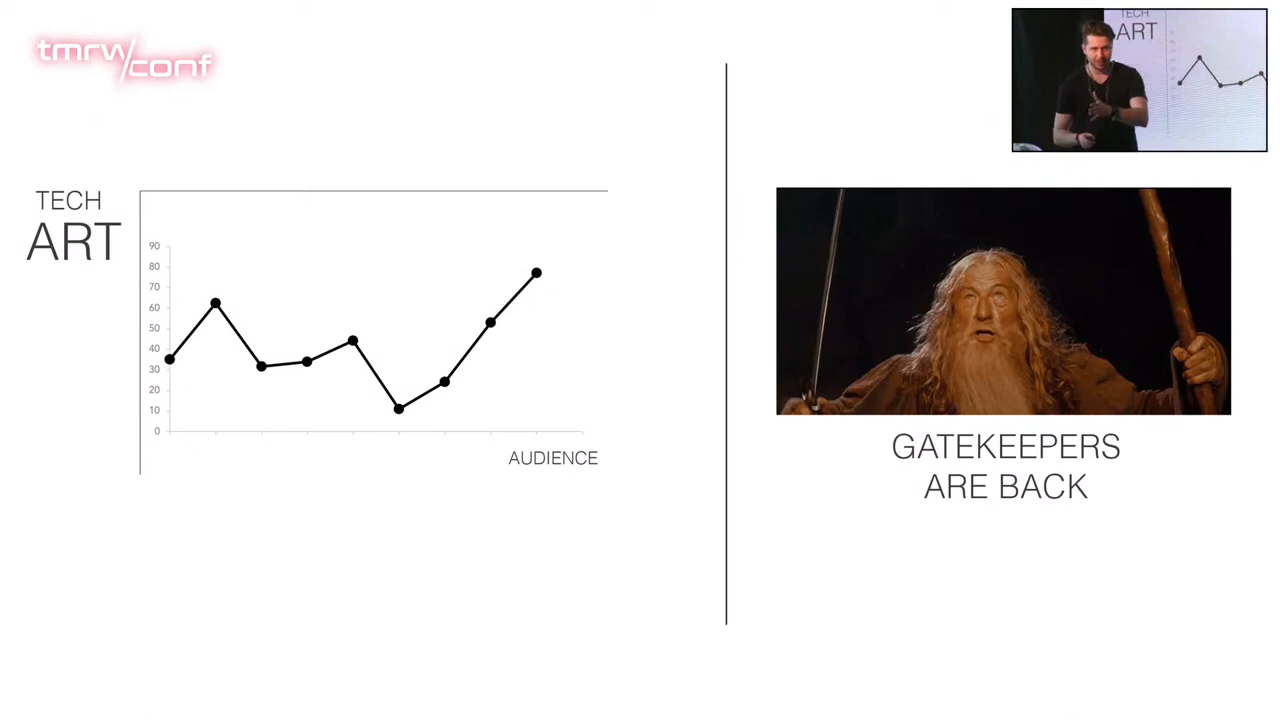 tmrw/conf
TECH
ART
TECH
ART
90
80
70
60
50
40
30
20
10
0
AUDIENCE
GATEKEEPERS
ARE BACK